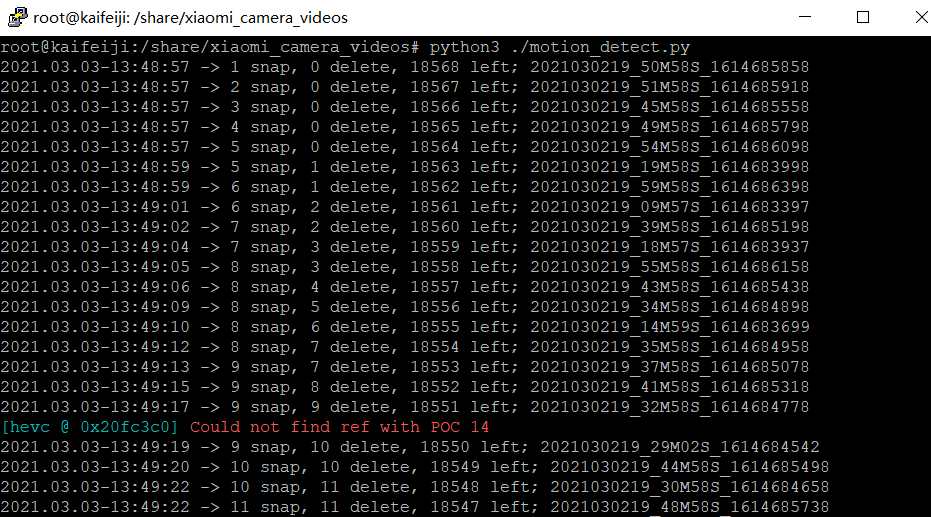 root@kaifeiji: /share/xiaomi_camera_videos
root@kaifeiji:/share/xiaomi_camera_videos# python3 ./motion_detect.py
2021.03.03-13:48:57 -> 1 snap, 0 delete, 18568 left; 2021030219_50M58S_1614685858
2021.03.03-13:48:57 -> 2 snap, 0 delete, 18567 left; 2021030219_51M58S_1614685918
2021.03.03-13:48:57 -> 3 snap, 0 delete, 18566 left; 2021030219_45M58S_1614685558
2021.03.03-13:48:57 -> 4 snap, 0 delete, 18565 left; 2021030219_49M58S_1614685798
2021.03.03-13:48:57 -> 5 snap, 0 delete, 18564 left; 2021030219_54M58S_1614686098
2021.03.03-13:48:59 -> 5 snap, 1 delete, 18563 left; 2021030219_19M58S_1614683998
2021.03.03-13:48:59 -> 6 snap, 1 delete, 18562 left; 2021030219_59M58S_1614686398
2021.03.03-13:49:01 -> 6 snap, 2 delete, 18561 left; 2021030219_09M57S_1614683397
2021.03.03-13:49:02 -> 7 snap, 2 delete, 18560 left; 2021030219_39M58S_1614685198
2021.03.03-13:49:04 -> 7 snap, 3 delete, 18559 left; 2021030219_18M57S_1614683937
2021.03.03-13:49:05 -> 8 snap, 3 delete, 18558 left; 2021030219_55M58S_1614686158
2021.03.03-13:49:06 -> 8 snap, 4 delete, 18557 left; 2021030219_43M58S_1614685438
2021.03.03-13:49:09 -> 8 snap, 5 delete, 18556 left; 2021030219_34M58S_1614684898
2021.03.03-13:49:10 -> 8 snap, 6 delete, 18555 left; 2021030219_14M59S_1614683699
2021.03.03-13:49:12 -> 8 snap, 7 delete, 18554 left; 2021030219_35M58S_1614684958
2021.03.03-13:49:13 -> 9 snap, 7 delete, 18553 left; 2021030219_37M58S_1614685078
2021.03.03-13:49:15 -> 9 snap, 8 delete, 18552 left; 2021030219_41M58S_1614685318
2021.03.03-13:49:17 -> 9 snap, 9 delete, 18551 left; 2021030219_32M58S_1614684778
[hevc @ 0x20fc3c0] Could not find ref with POC 14
2021.03.03-13:49:19 -> 9 snap, 10 delete, 18550 left; 2021030219_29M02S_1614684542
2021.03.03-13:49:20 -> 10 snap, 10 delete, 18549 left; 2021030219_44M58S_1614685498
2021.03.03-13:49:22 -> 10 snap, 11 delete, 18548 left; 2021030219_30M58S_1614684658
2021.03.03-13:49:22 -> 11 snap, 11 delete, 18547 left; 2021030219_48M58S_1614685738